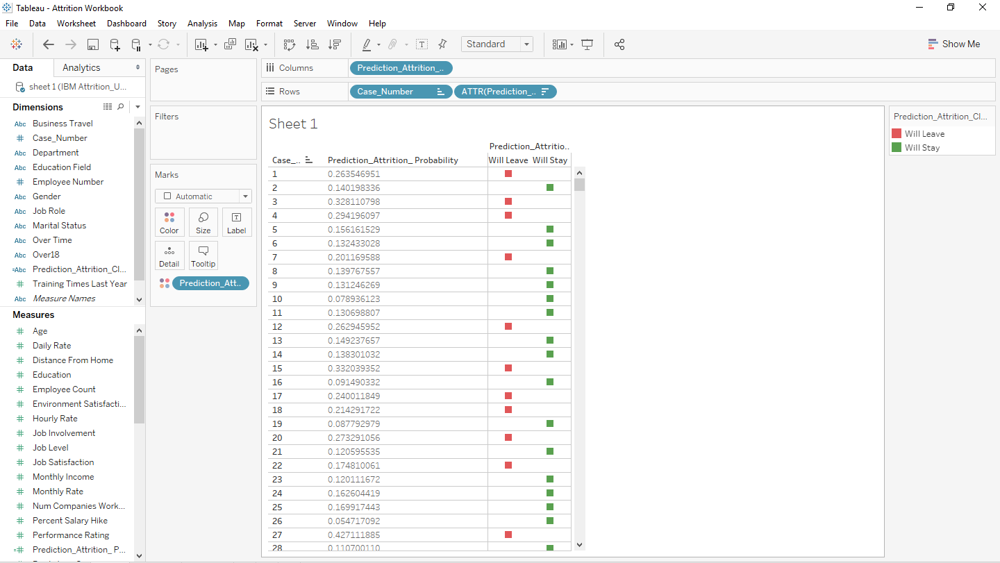 Tableau - Attrition Workbook
File Data Worksheet Dashboard Story Analysis Map Format Server Window Help
Standard
Show Me
Data Analytics
sheet 1 (IBM Attrition_U...
Dimensions
Abc Business Travel
# Case_Number
Abc Department
Abc Education Field
# Employee Number
Abc Gender
Abc Job Role
Abc Marital Status
Abc Over Time
Abc Over18
=Abc Prediction_Attrition_Cl...
# Training Times Last Year
Abc Measure Names
Measures
# Age
# Daily Rate
# Distance From Home
# Education
# Employee Count
# Environment Satisfacti...
# Hourly Rate
# Job Involvement
# Job Level
# Job Satisfaction
# Monthly Income
# Monthly Rate
# Num Companies Work...
# Percent Salary Hike
# Performance Rating
=# Prediction_Attrition_ P...
Pages
Filters
Marks
Automatic
Color Size Label
Detail Tooltip
Prediction_Att..
Columns Prediction_Attrition_..
Rows Case_Number ATTR(Prediction_..
Sheet 1
Prediction_Attritio..
Case_.. Prediction_Attrition_ Probability Will Leave Will Stay
1 0.263546951
2 0.140198336
3 0.328110798
4 0.294196097
5 0.156161529
6 0.132433028
7 0.201169588
8 0.139767557
9 0.131246269
10 0.078936123
11 0.130698807
12 0.262945952
13 0.149237657
14 0.138301032
15 0.332039352
16 0.091490332
17 0.240011849
18 0.214291722
19 0.087792979
20 0.273291056
21 0.120595535
22 0.174810061
23 0.120111672
24 0.162604419
25 0.169917443
26 0.054717092
27 0.427111885
28 0.110700110
Prediction_Attrition_Cl...
Will Leave
Will Stay